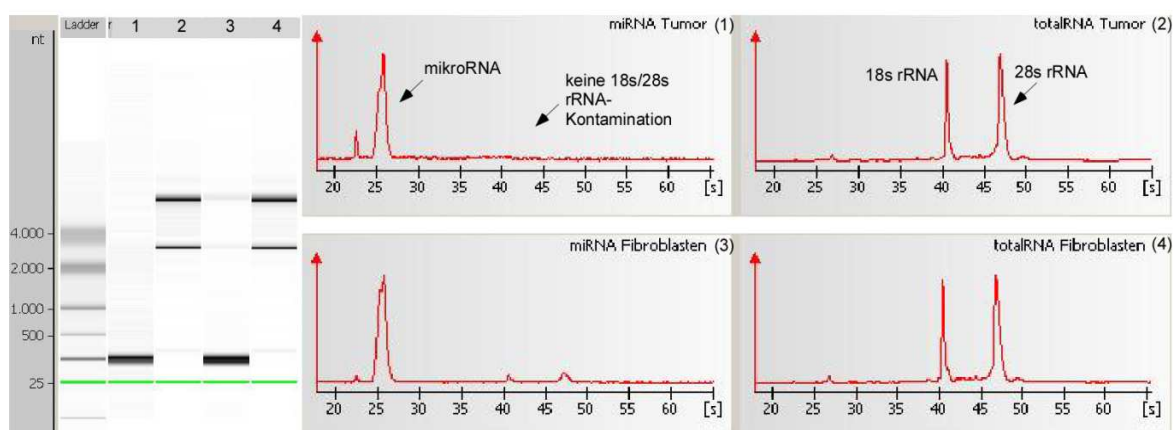 Ladder r 1 2 3 4
nt
4.000
2.000
1.000
500
25
miRNA Tumor (1)
mikroRNA
keine 18s/28s
rRNA-
Kontamination
20 25 30 35 40 45 50 55 60 [s]
totalRNA Tumor (2)
18s rRNA
28s rRNA
20 25 30 35 40 45 50 55 60 [s]
miRNA Fibroblasten (3)
20 25 30 35 40 45 50 55 60 [s]
totalRNA Fibroblasten (4)
20 25 30 35 40 45 50 55 60 [s]